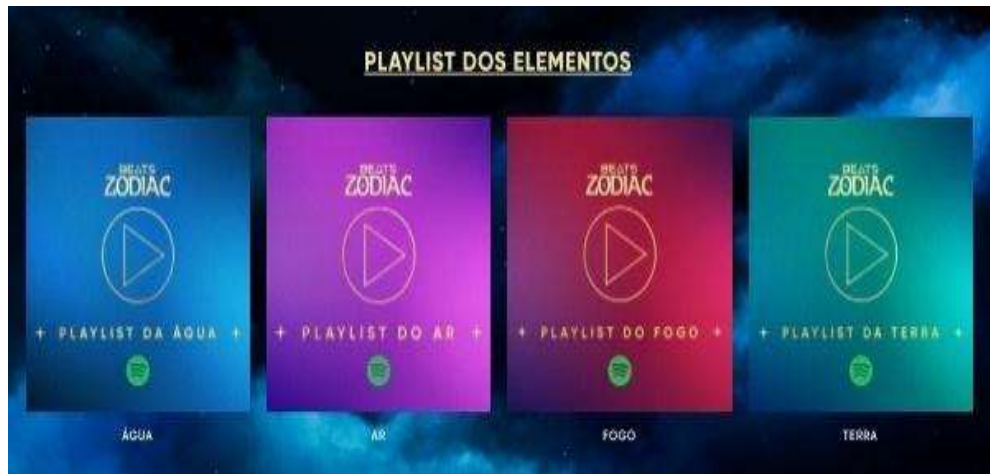 PLAYLIST DOS ELEMENTOS
BEATS
ZODIAC
+ PLAYLIST DA ÁGUA +
ÁGUA
BEATS
ZODIAC
+ PLAYLIST DO AR +
AR
BEATS
ZODIAC
+ PLAYLIST DO FOGO +
FOGO
BEATS
ZODIAC
+ PLAYLIST DA TERRA +
TERRA